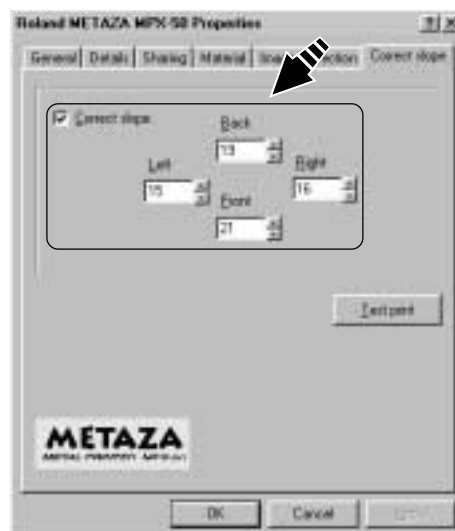 Roland METAZA MPX-50 Properties
General Details Sharing Material Correct slope
Correct slope
Back
13
Left
15
Right
16
Front
21
Test print
METAZA
OK Cancel